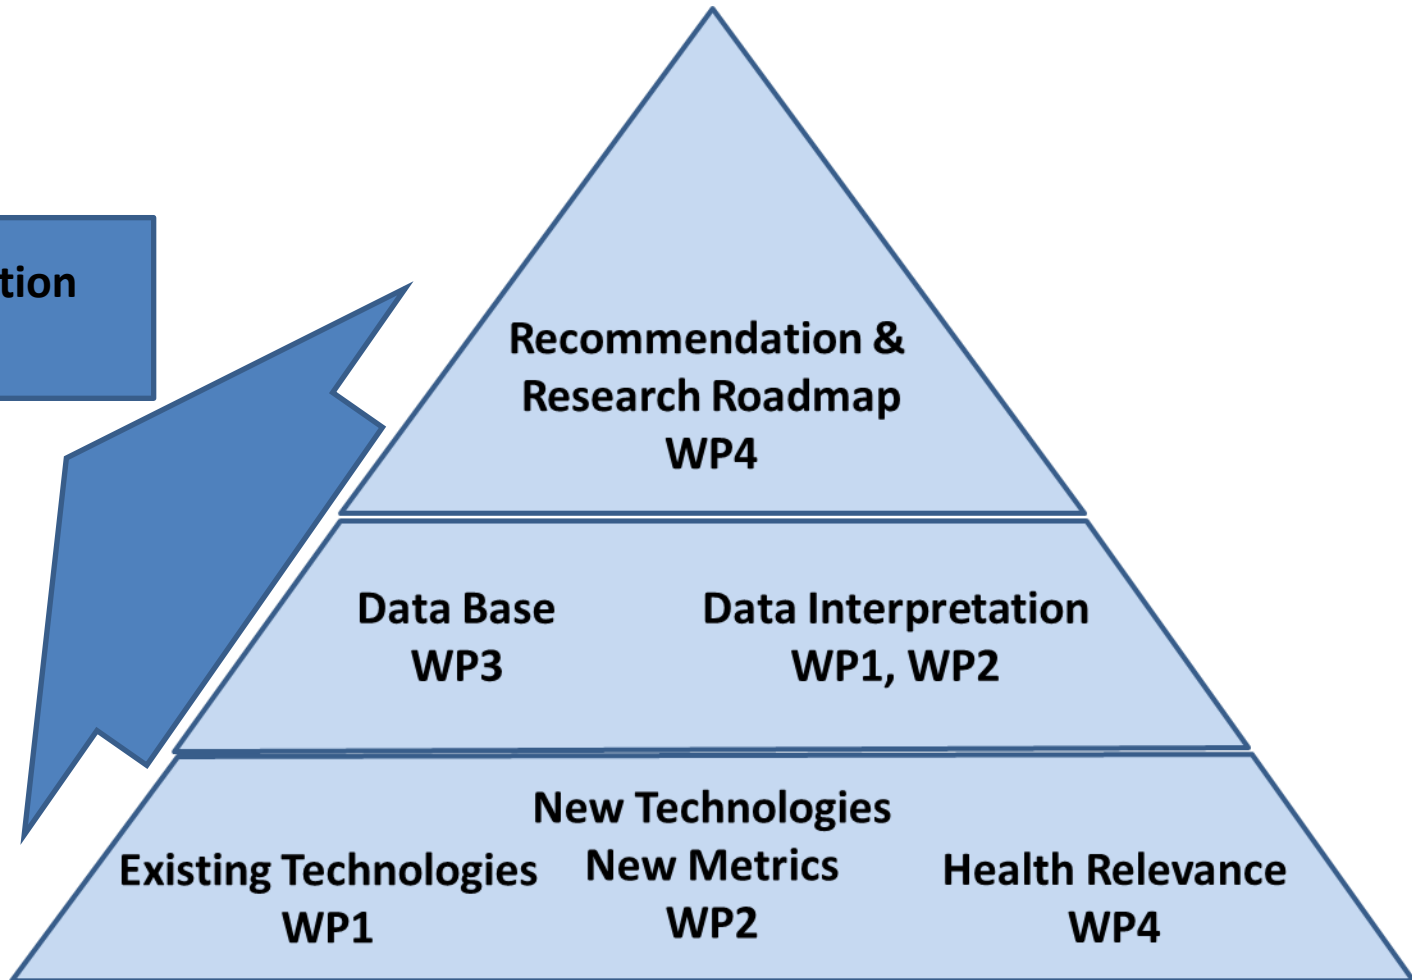 tion
Recommendation &
Research Roadmap
WP4
Data Base
WP3
Data Interpretation
WP1, WP2
New Technologies
New Metrics
WP2
Existing Technologies
WP1
Health Relevance
WP4